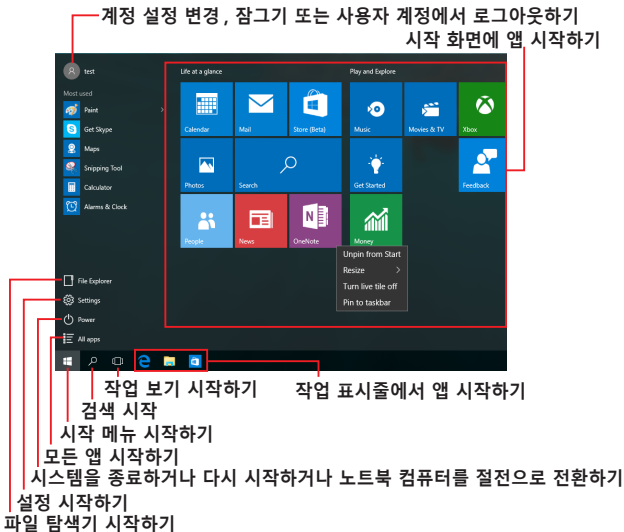 계정 설정 변경, 잠그기 또는 사용자 계정에서 로그아웃하기
시작 화면에 앱 시작하기
test
Life at a glance
Play and Explore
Most used
Paint
Get Skype
Maps
Snipping Tool
Calculator
Alarms & Clock
Calendar
Mail
Store (Beta)
Music
Movies & TV
Xbox
Photos
Search
Get Started
Feedback
People
News
OneNote
Money
Unpin from Start
Resize
Turn live tile off
Pin to taskbar
File Explorer
Settings
Power
All apps
작업 보기 시작하기
작업 표시줄에서 앱 시작하기
검색 시작
시작 메뉴 시작하기
모든 앱 시작하기
시스템을 종료하거나 다시 시작하거나 노트북 컴퓨터를 절전으로 전환하기
설정 시작하기
파일 탐색기 시작하기